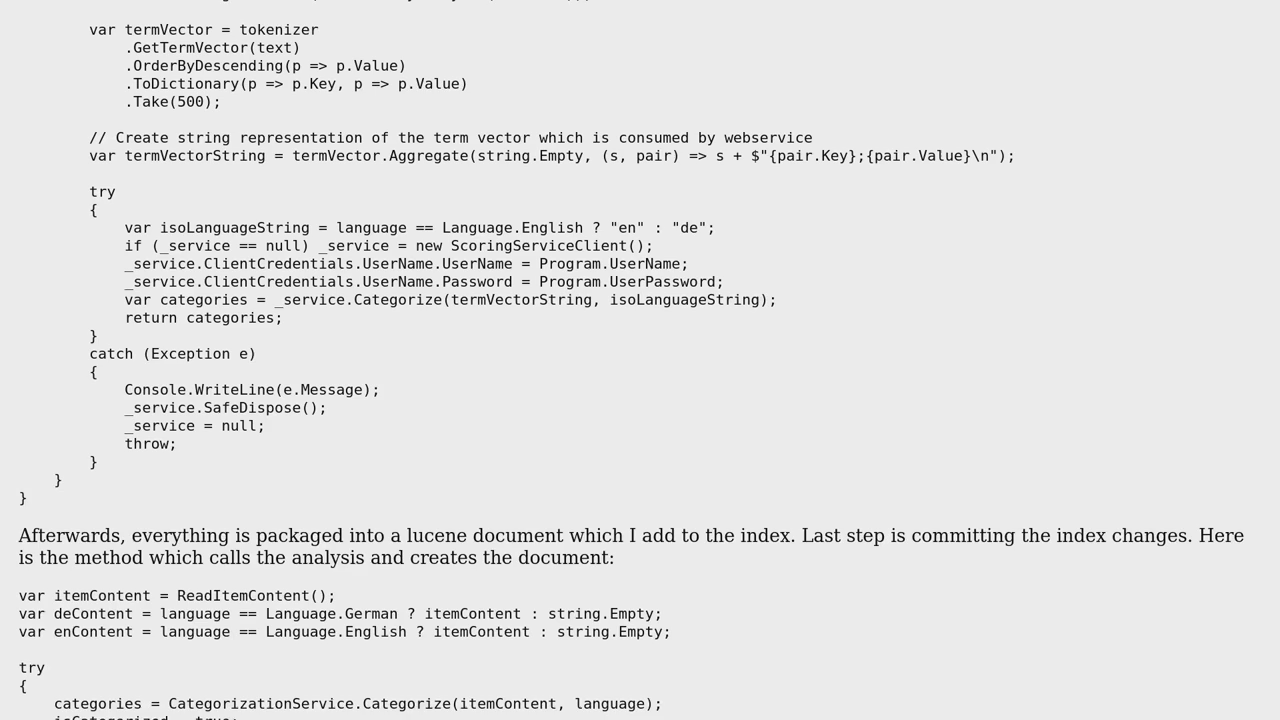 var termVector = tokenizer
.GetTermVector(text)
.OrderByDescending(p => p.Value)
.ToDictionary(p => p.Key, p => p.Value)
.Take(500);
// Create string representation of the term vector which is consumed by webservice
var termVectorString = termVector.Aggregate(string.Empty, (s, pair) => s + $"{pair.Key};{pair.Value}\n");
try
{
var isoLanguageString = language == Language.English ? "en" : "de";
if (_service == null) _service = new ScoringServiceClient();
_service.ClientCredentials.UserName.UserName = Program.UserName;
_service.ClientCredentials.UserName.Password = Program.UserPassword;
var categories = _service.Categorize(termVectorString, isoLanguageString);
return categories;
}
catch (Exception e)
{
Console.WriteLine(e.Message);
_service.SafeDispose();
_service = null;
throw;
}
}
}
Afterwards, everything is packaged into a lucene document which I add to the index. Last step is committing the index changes. Here
is the method which calls the analysis and creates the document:
var itemContent = ReadItemContent();
var deContent = language == Language.German ? itemContent : string.Empty;
var enContent = language == Language.English ? itemContent : string.Empty;
try
{
categories = CategorizationService.Categorize(itemContent, language);